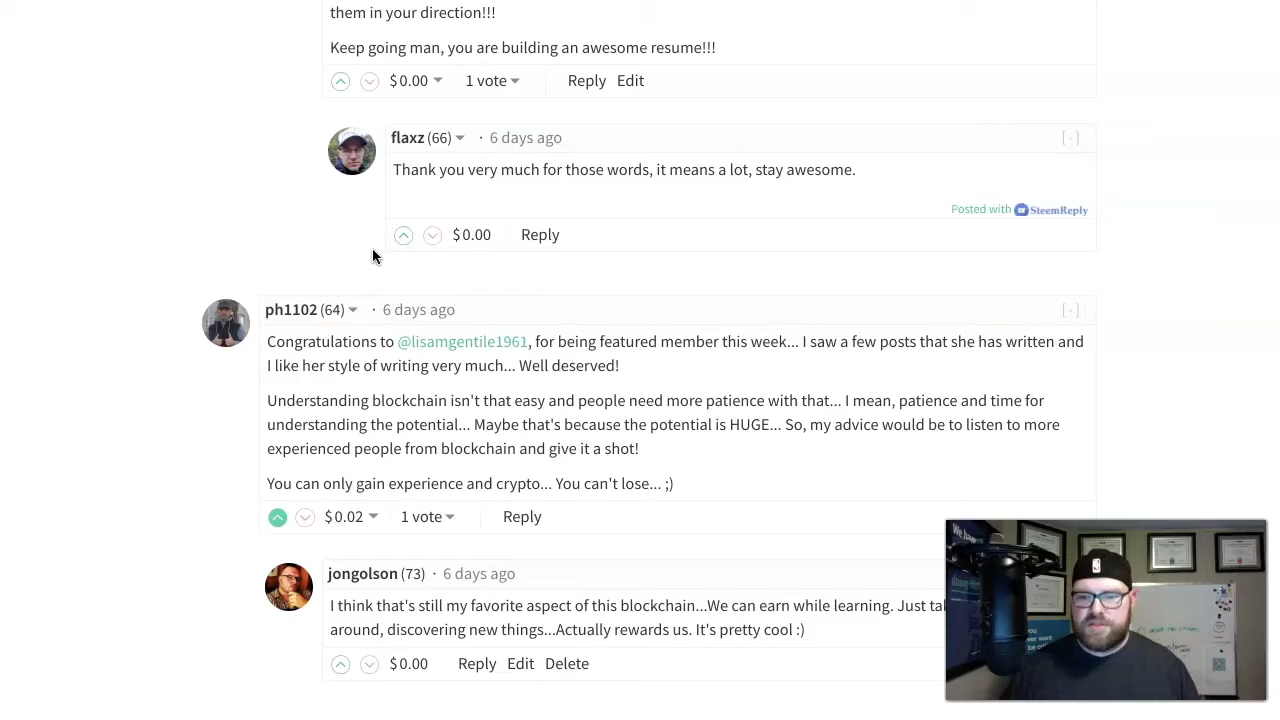 them in your direction!!!
Keep going man, you are building an awesome resume!!!
$0.00 1 vote Reply Edit
flaxz (66) · 6 days ago [-]
Thank you very much for those words, it means a lot, stay awesome.
Posted with SteemReply
$0.00 Reply
ph1102 (64) · 6 days ago [-]
Congratulations to @lisamgentile1961, for being featured member this week... I saw a few posts that she has written and
I like her style of writing very much... Well deserved!
Understanding blockchain isn't that easy and people need more patience with that... I mean, patience and time for
understanding the potential... Maybe that's because the potential is HUGE... So, my advice would be to listen to more
experienced people from blockchain and give it a shot!
You can only gain experience and crypto... You can't lose... ;)
$0.02 1 vote Reply
We have
jongolson (73) · 6 days ago
I think that's still my favorite aspect of this blockchain...We can earn while learning. Just
around, discovering new things...Actually rewards us. It's pretty cool :)
$0.00 Reply Edit Delete